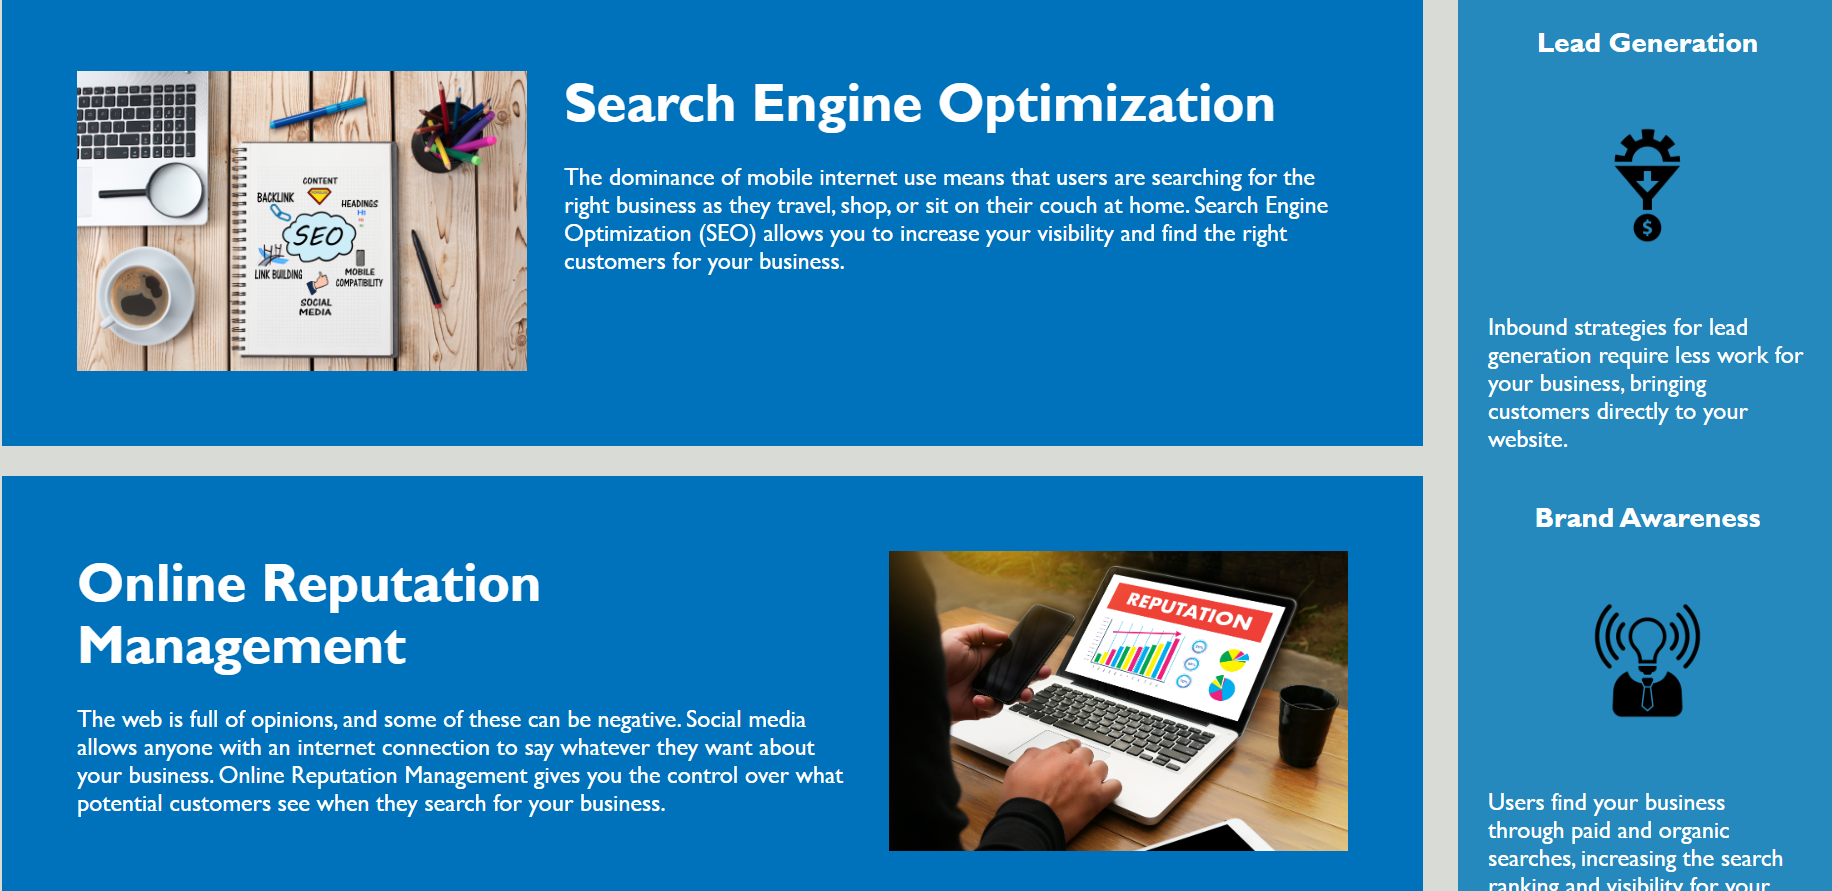 Search Engine Optimization
The dominance of mobile internet use means that users are searching for the
right business as they travel, shop, or sit on their couch at home. Search Engine
Optimization (SEO) allows you to increase your visibility and find the right
customers for your business.
CONTENT
BACKLINK
HEADINGS
H1
SEO
LINK BUILDING
MOBILE
COMPATIBILITY
SOCIAL
MEDIA
Online Reputation
Management
The web is full of opinions, and some of these can be negative. Social media
allows anyone with an internet connection to say whatever they want about
your business. Online Reputation Management gives you the control over what
potential customers see when they search for your business.
REPUTATION
Lead Generation
$
Inbound strategies for lead
generation require less work for
your business, bringing
customers directly to your
website.
Brand Awareness
Users find your business
through paid and organic
searches, increasing the search
ranking and visibility for your